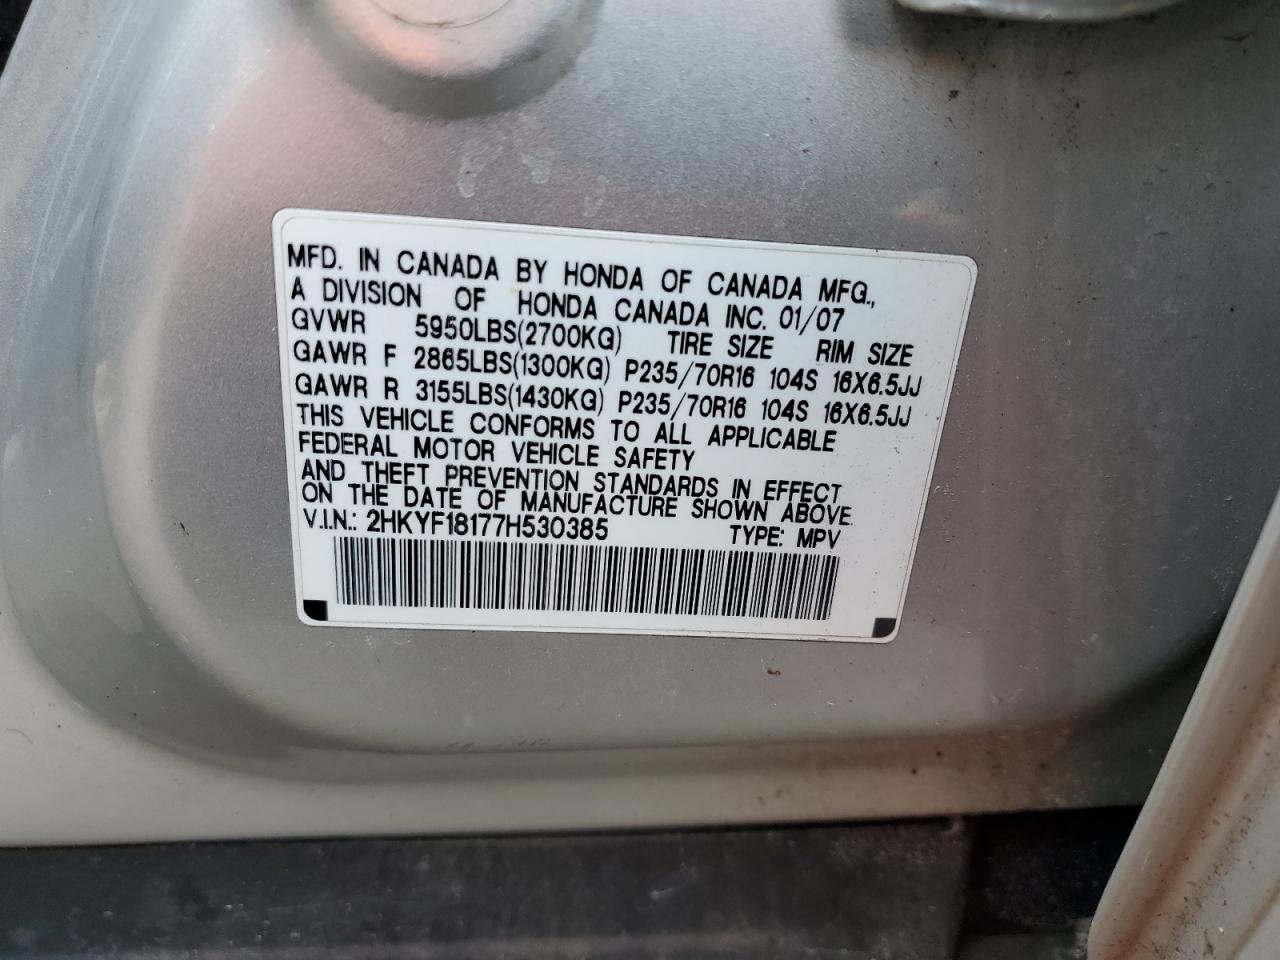 MFD. IN CANADA BY HONDA OF CANADA MFG.,
A DIVISION OF HONDA CANADA INC. 01/07
GVWR 5950LBS(2700KG) TIRE SIZE RIM SIZE
GAWR F 2865LBS(1300KG) P235/70R16 104S 16X6.5JJ
GAWR R 3155LBS(1430KG) P235/70R16 104S 16X6.5JJ
THIS VEHICLE CONFORMS TO ALL APPLICABLE
FEDERAL MOTOR VEHICLE SAFETY
AND THEFT PREVENTION STANDARDS IN EFFECT
ON THE DATE OF MANUFACTURE SHOWN ABOVE.
V.I.N.: 2HKYF18177H530385 TYPE: MPV